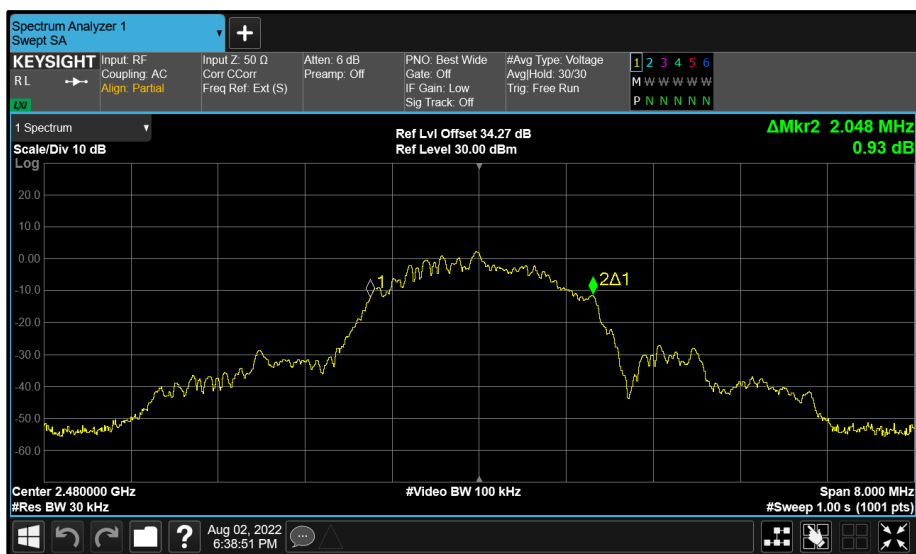 Spectrum Analyzer 1
Swept SA
KEYSIGHT
RL
LXI
Input: RF
Coupling: AC
Align: Partial
Input Z: 50 Ω
Corr CCorr
Freq Ref: Ext (S)
Atten: 6 dB
Preamp: Off
PNO: Best Wide
Gate: Off
IF Gain: Low
Sig Track: Off
#Avg Type: Voltage
Avg|Hold: 30/30
Trig: Free Run
1 2 3 4 5 6
M W W W W W
P N N N N N
1 Spectrum
Scale/Div 10 dB
Ref Lvl Offset 34.27 dB
Ref Level 30.00 dBm
ΔMkr2 2.048 MHz
0.93 dB
Log
20.0
10.0
0.00
-10.0
-20.0
-30.0
-40.0
-50.0
-60.0
1
2Δ1
Center 2.480000 GHz
#Res BW 30 kHz
#Video BW 100 kHz
Span 8.000 MHz
#Sweep 1.00 s (1001 pts)
?
Aug 02, 2022
6:38:51 PM